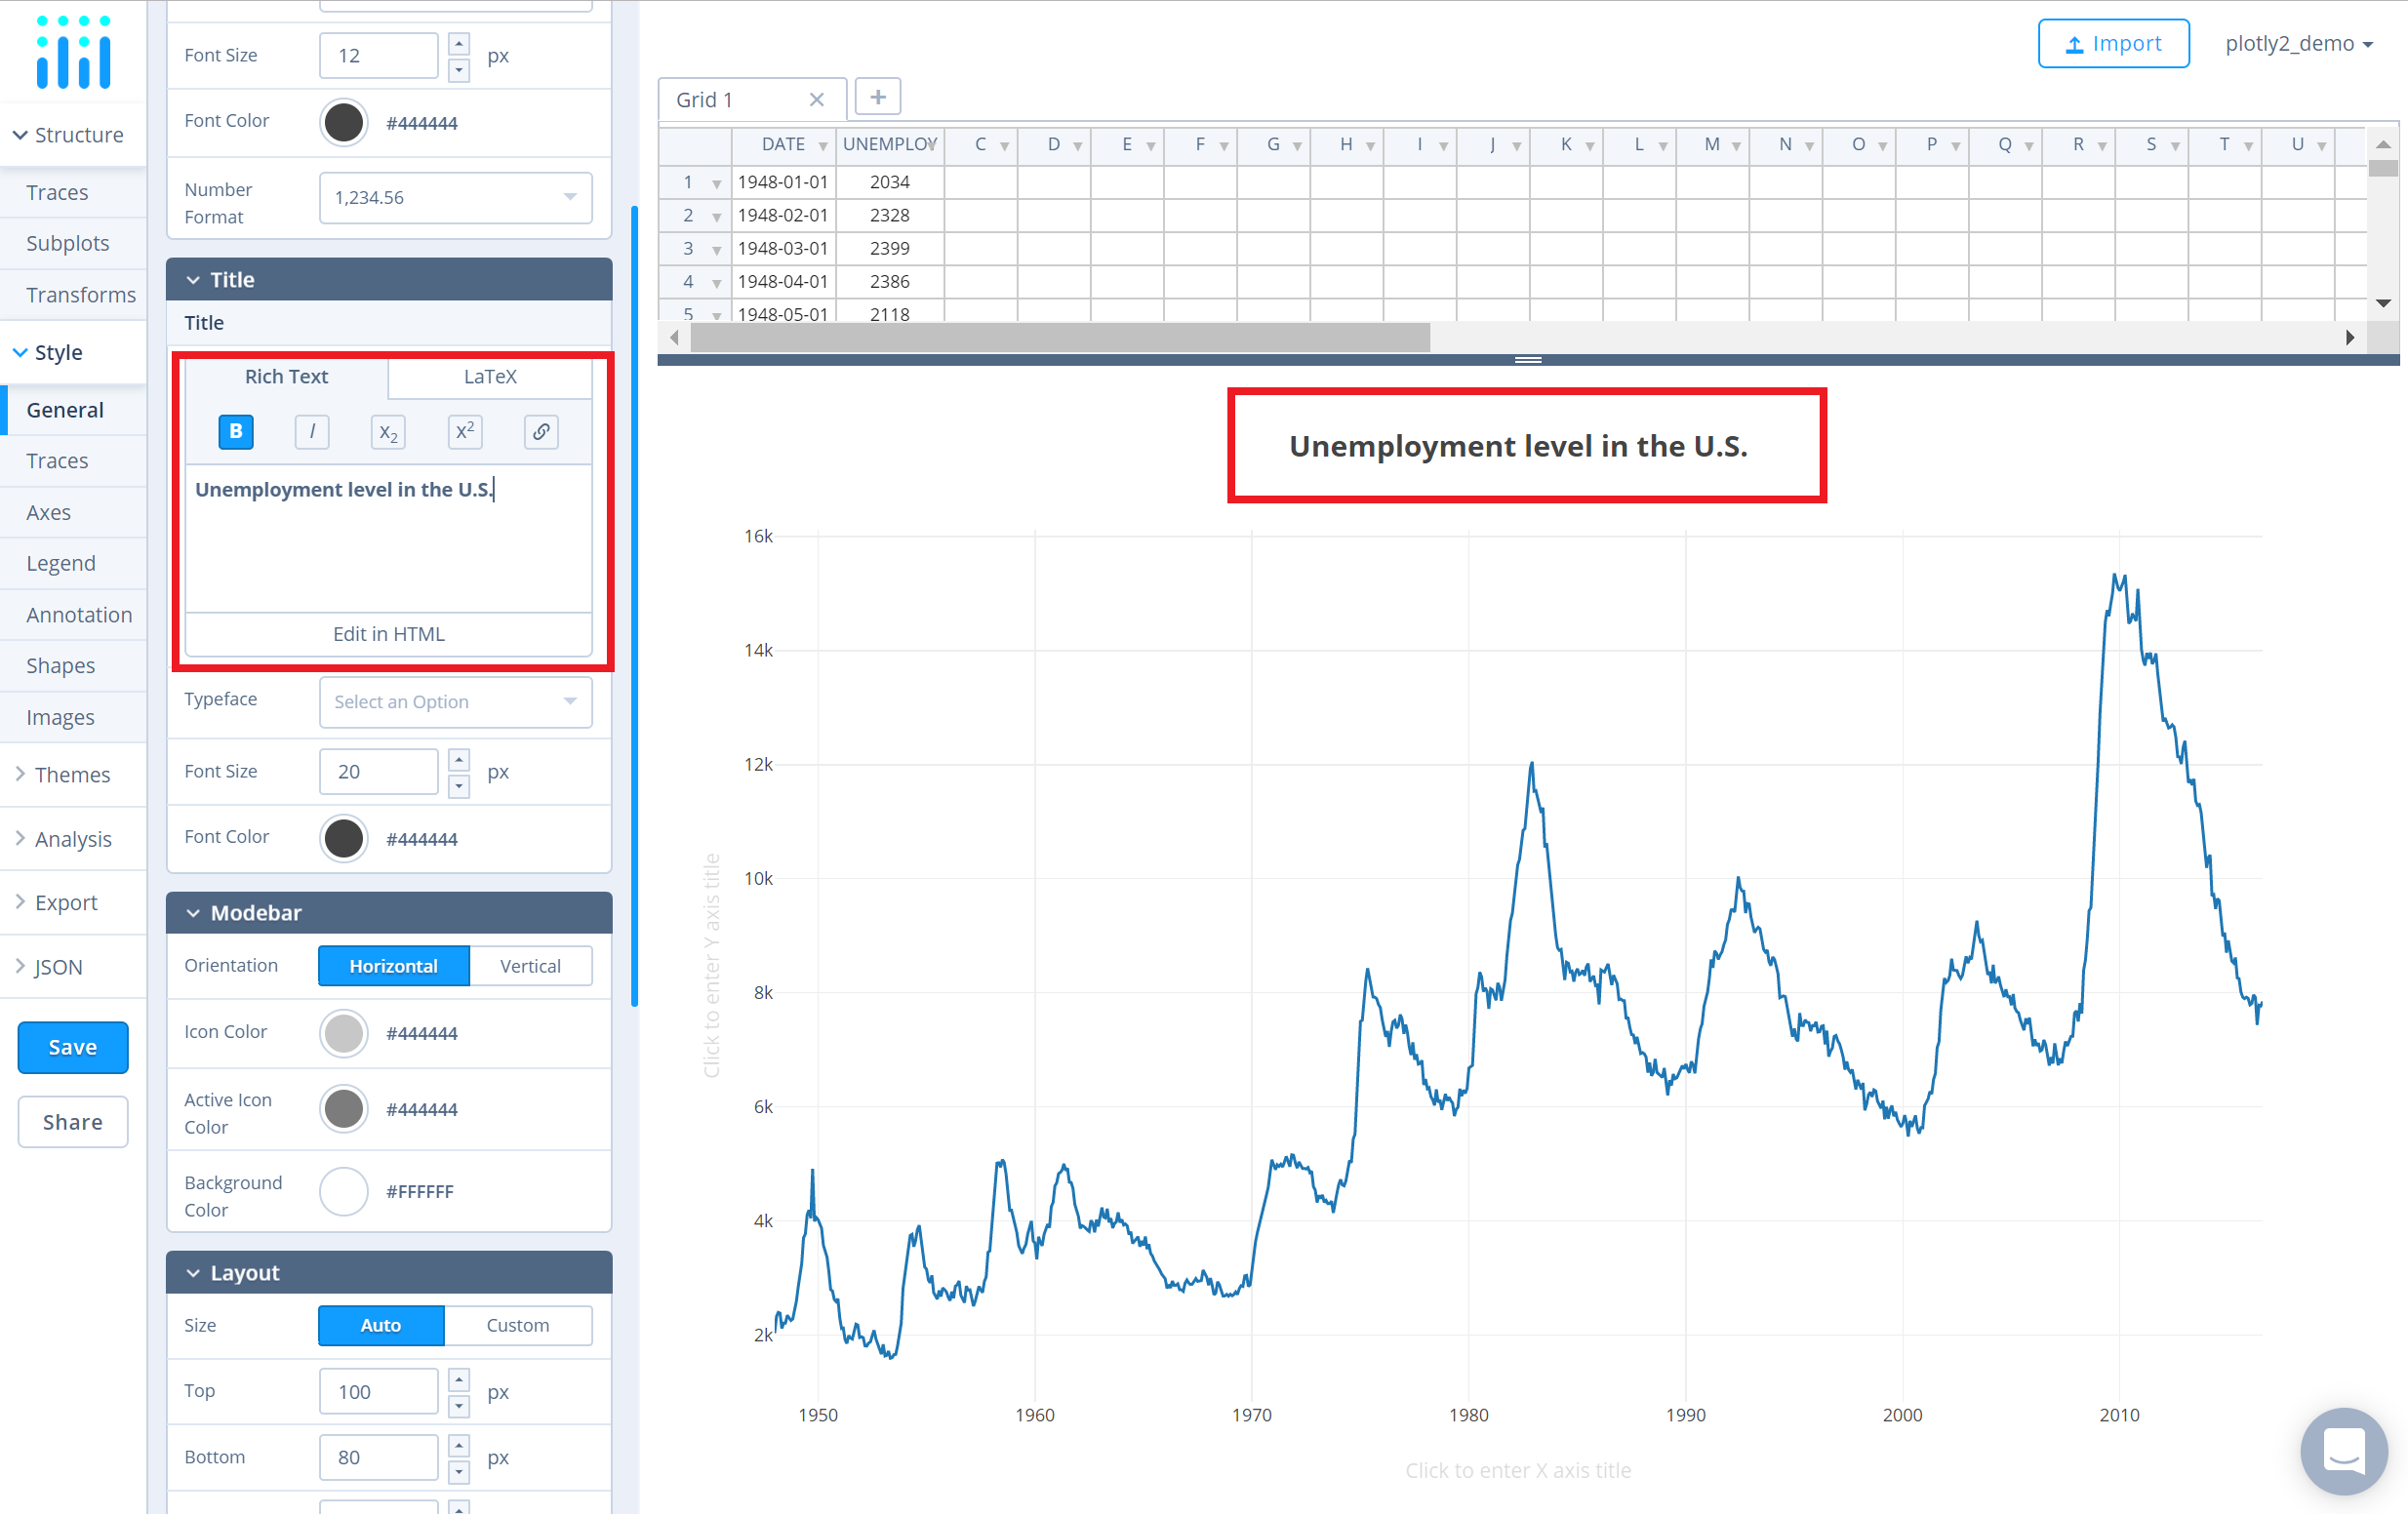 Structure
Traces
Subplots
Transforms
Style
General
Traces
Axes
Legend
Annotation
Shapes
Images
Themes
Analysis
Export
JSON
Save
Share
Font Size 12 px
Font Color #444444
Number
Format
1,234.56
Title
Title
Rich Text LaTeX
B I x2 x2
Unemployment level in the U.S.
Edit in HTML
Typeface Select an Option
Font Size 20 px
Font Color #444444
Modebar
Orientation Horizontal Vertical
Icon Color #444444
Active Icon
Color
#444444
Background
Color
#FFFFFF
Layout
Size Auto Custom
Top 100 px
Bottom 80 px
Import plotly2_demo
Grid 1 × +
DATE UNEMPLOY C D E F G H I J K L M N O P Q R S T U
1 1948-01-01 2034
2 1948-02-01 2328
3 1948-03-01 2399
4 1948-04-01 2386
5 1948-05-01 2118
Unemployment level in the U.S.
16k
14k
12k
10k
8k
6k
4k
2k
Click to enter Y axis title
1950 1960 1970 1980 1990 2000 2010
Click to enter X axis title